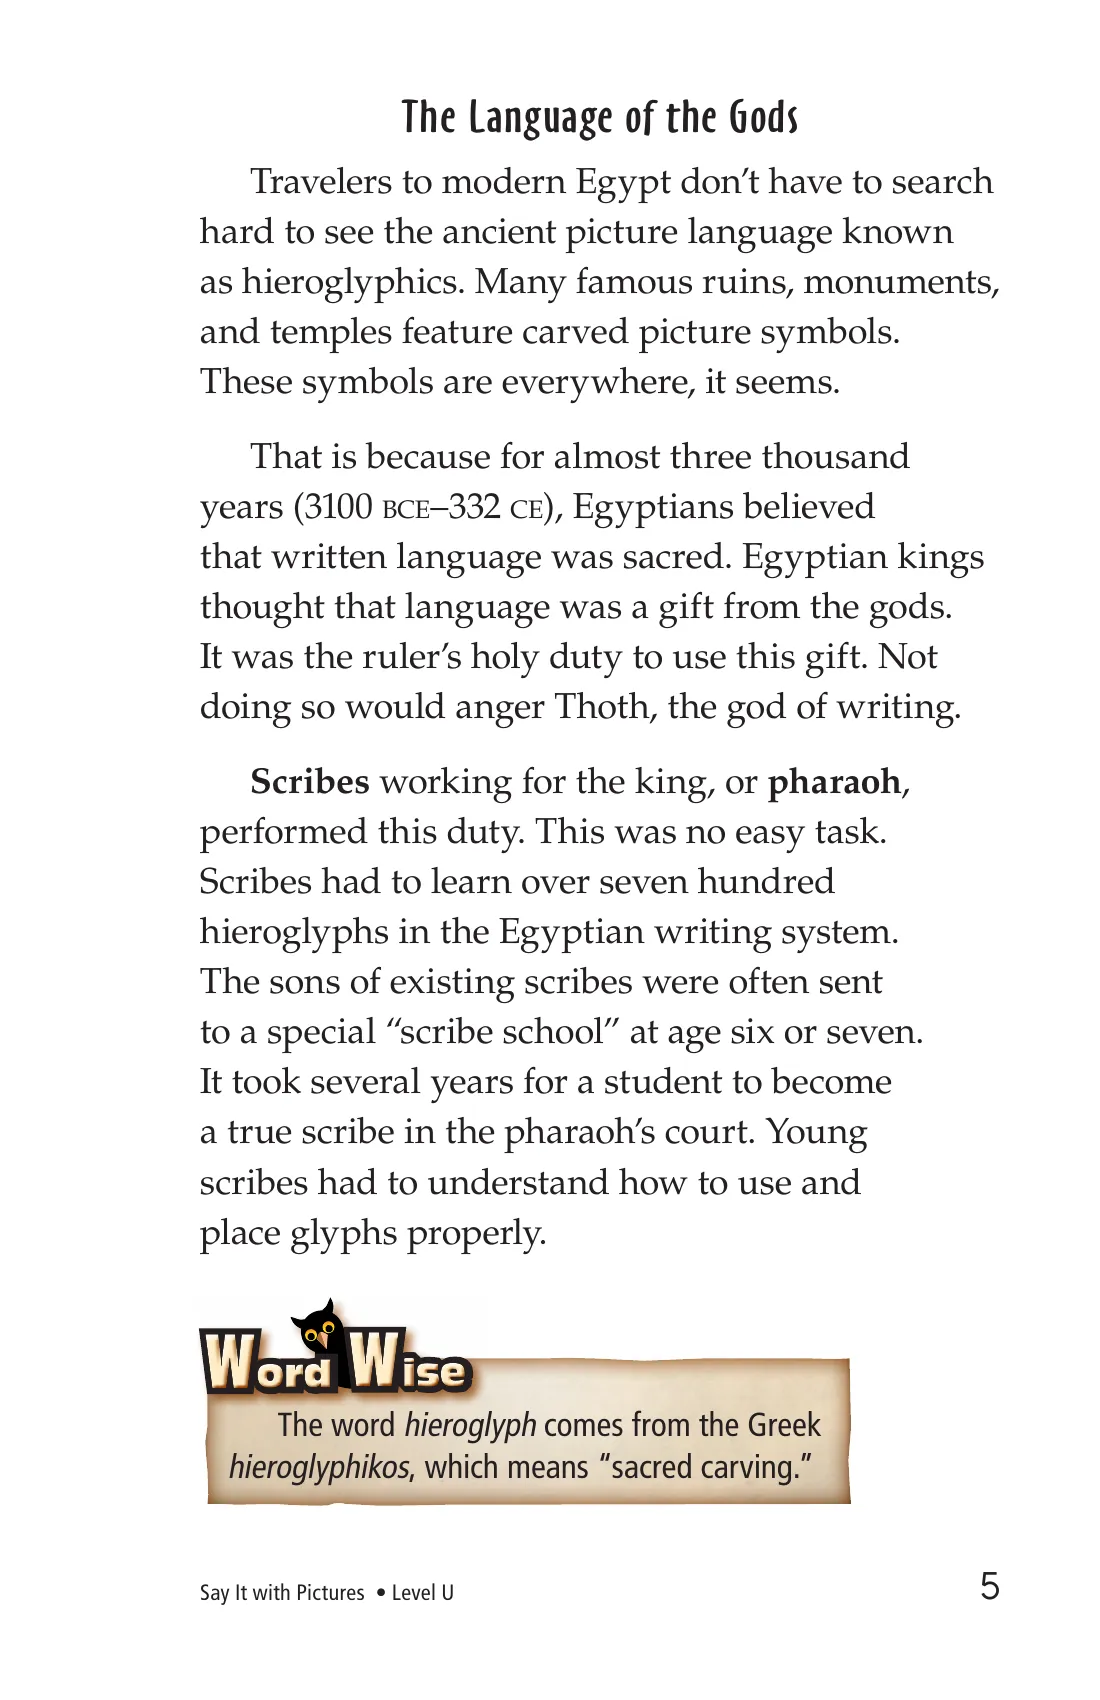 The Language of the Gods
Travelers to modern Egypt don’t have to search
hard to see the ancient picture language known
as hieroglyphics. Many famous ruins, monuments,
and temples feature carved picture symbols.
These symbols are everywhere, it seems.
That is because for almost three thousand
years (3100 BCE–332 CE), Egyptians believed
that written language was sacred. Egyptian kings
thought that language was a gift from the gods.
It was the ruler’s holy duty to use this gift. Not
doing so would anger Thoth, the god of writing.
Scribes working for the king, or pharaoh,
performed this duty. This was no easy task.
Scribes had to learn over seven hundred
hieroglyphs in the Egyptian writing system.
The sons of existing scribes were often sent
to a special “scribe school” at age six or seven.
It took several years for a student to become
a true scribe in the pharaoh’s court. Young
scribes had to understand how to use and
place glyphs properly.
Word Wise
The word hieroglyph comes from the Greek
hieroglyphikos, which means “sacred carving.”
Say It with Pictures • Level U
5